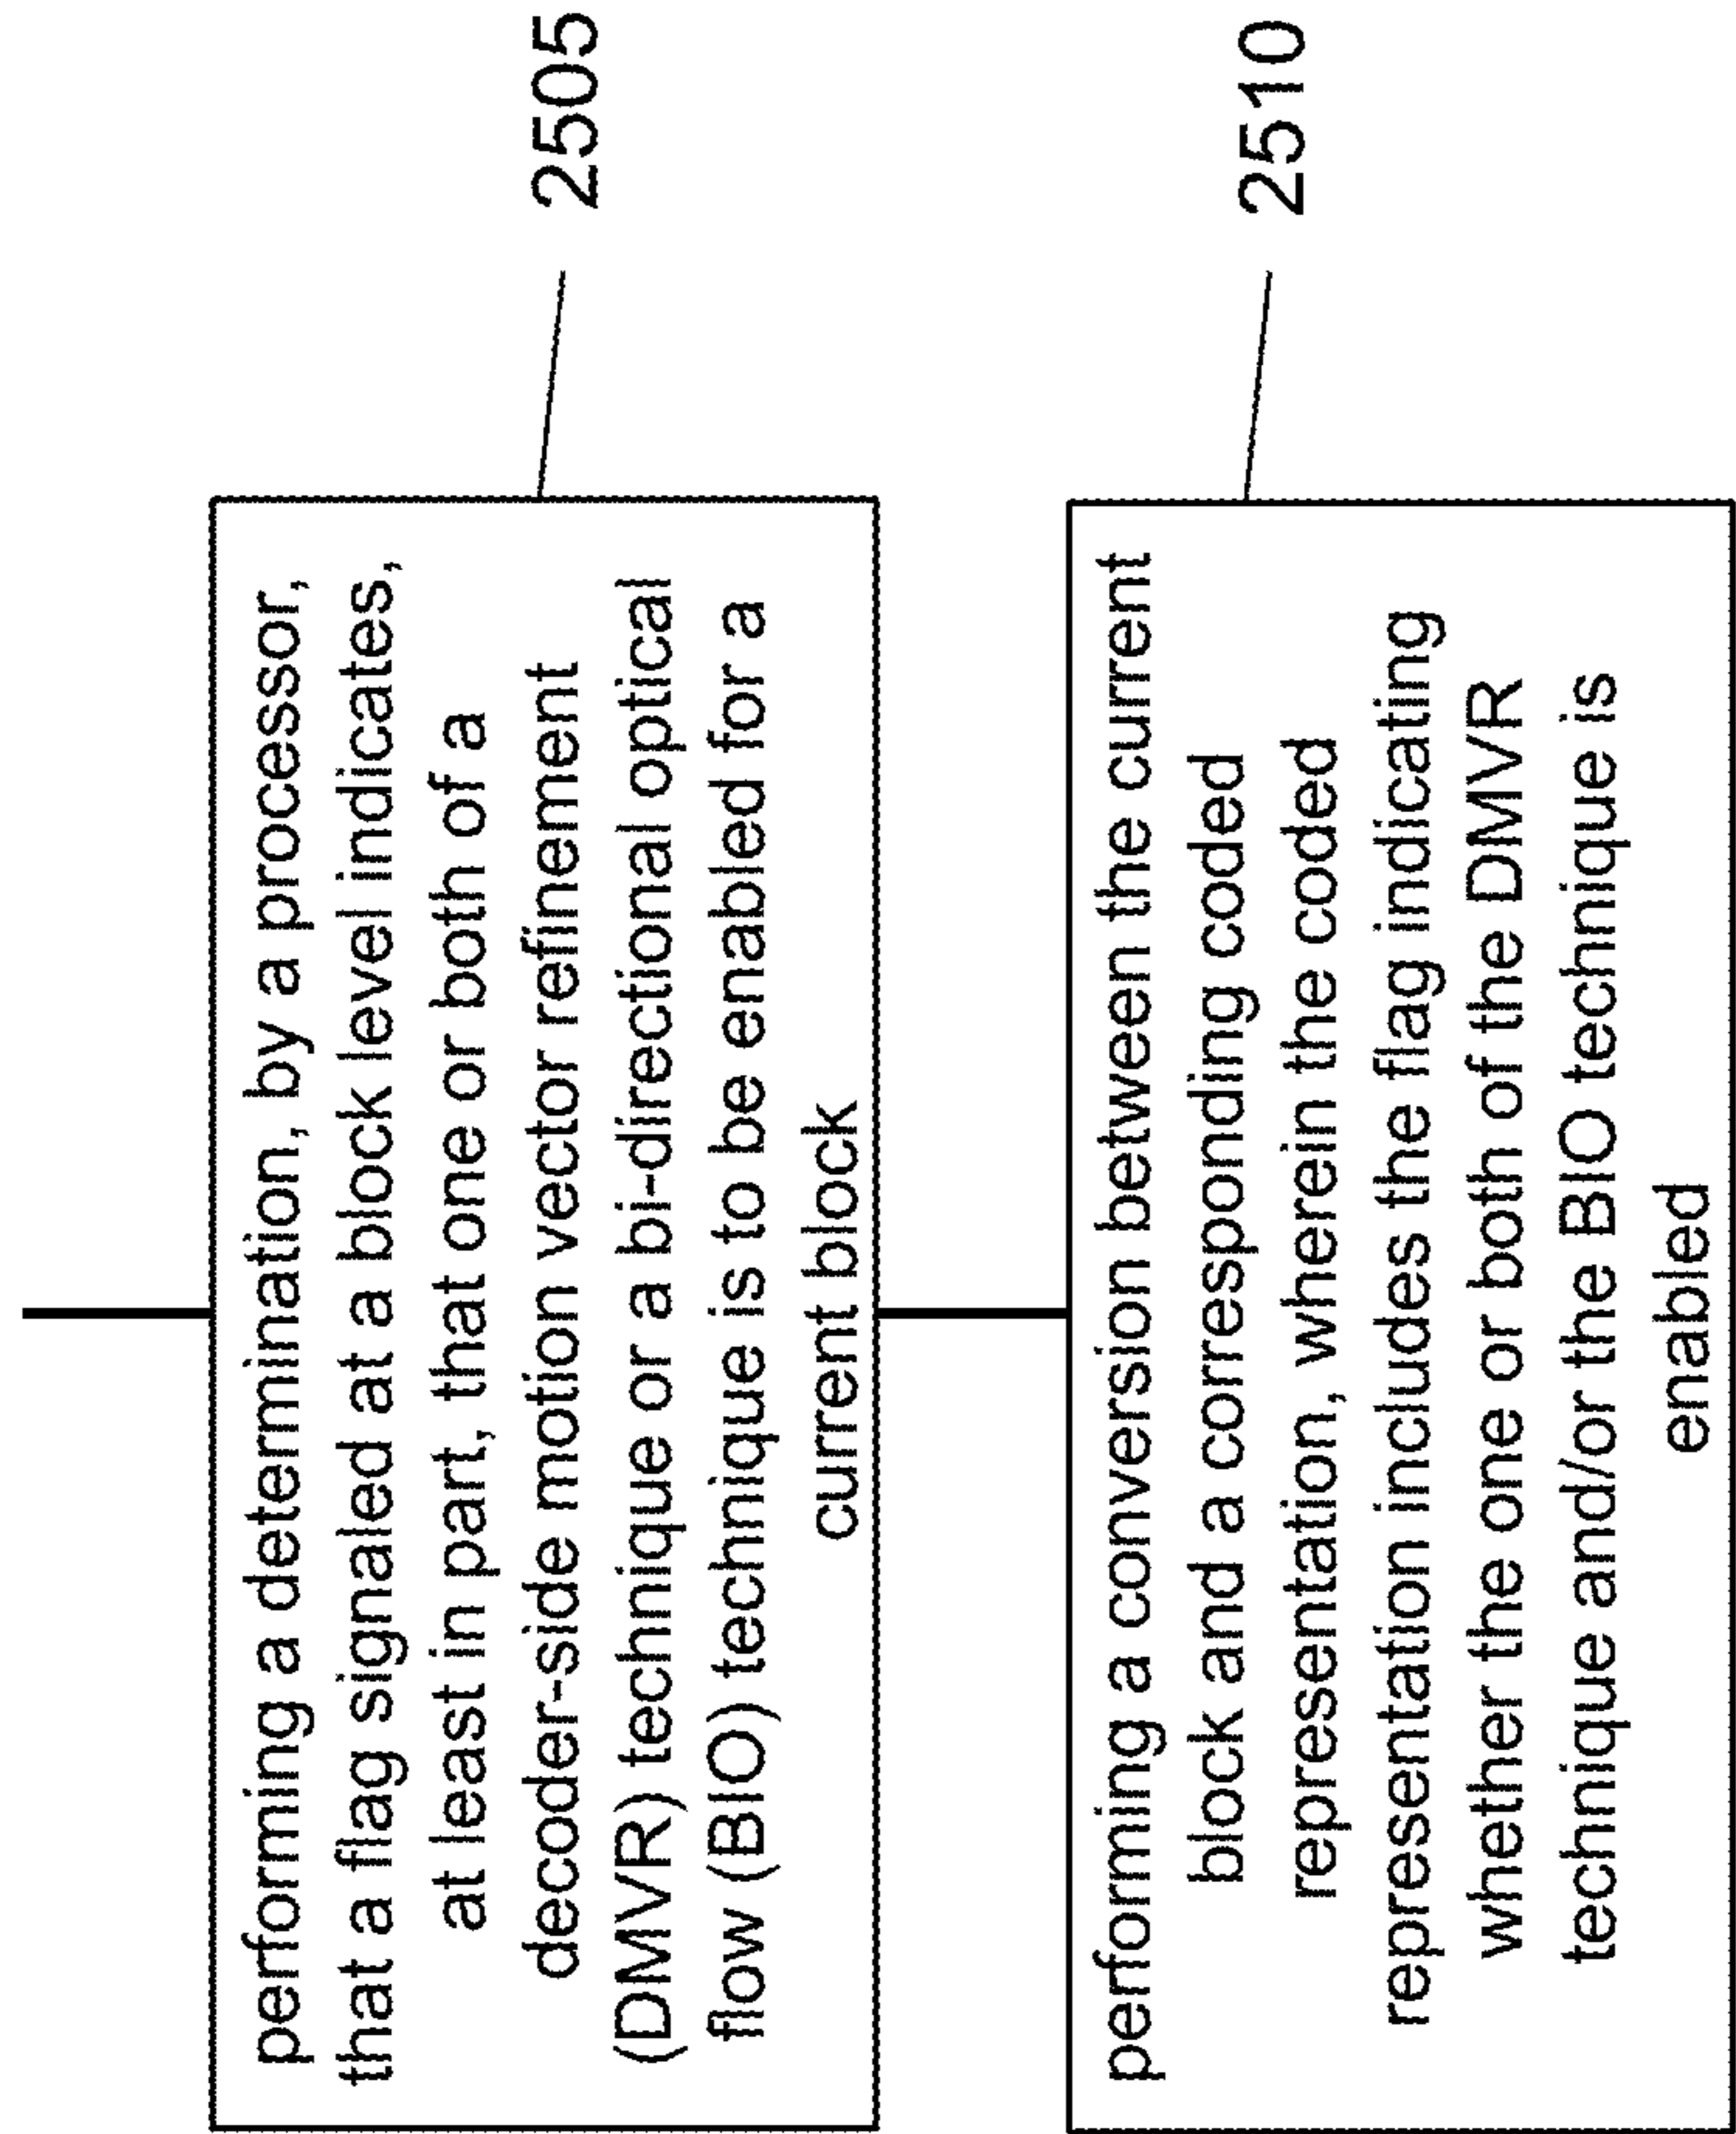 performing a determination, by a processor,
that a flag signaled at a block level indicates,
at least in part, that one or both of a
decoder-side motion vector refinement
(DMVR) technique or a bi-directional optical
flow (BIO) technique is to be enabled for a
current block
2505
performing a conversion between the current
block and a corresponding coded
representation, wherein the coded
representation includes the flag indicating
whether the one or both of the DMVR
technique and/or the BIO technique is
enabled
2510